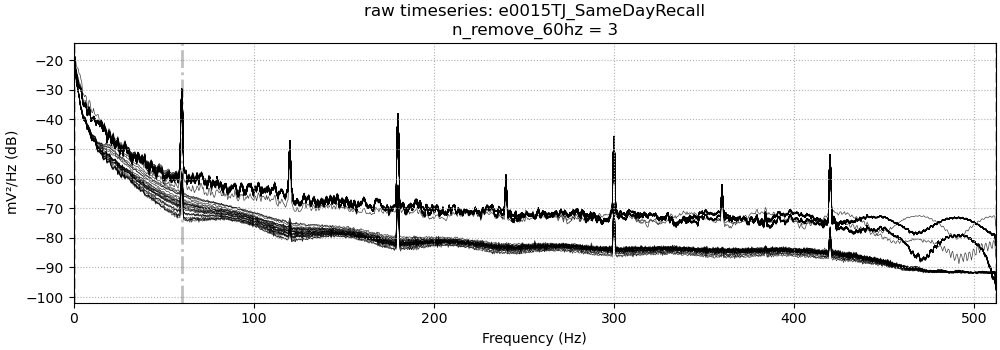 raw timeseries: e0015TJ_SameDayRecall
n_remove_60hz = 3
mV²/Hz (dB)
−20
−30
−40
−50
−60
−70
−80
−90
−100
0 100 200 300 400 500
Frequency (Hz)